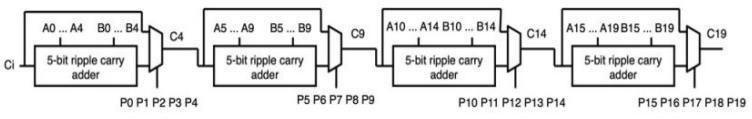 A0 ... A4 B0 ... B4 C4 A5 ... A9 B5 ... B9 C9 A10 ... A14 B10 ... B14 C14 A15 ... A19 B15 ... B19 C19
Ci 5-bit ripple carry 5-bit ripple carry 5-bit ripple carry 5-bit ripple carry
adder adder adder adder
P0 P1 P2 P3 P4 P5 P6 P7 P8 P9 P10 P11 P12 P13 P14 P15 P16 P17 P18 P19